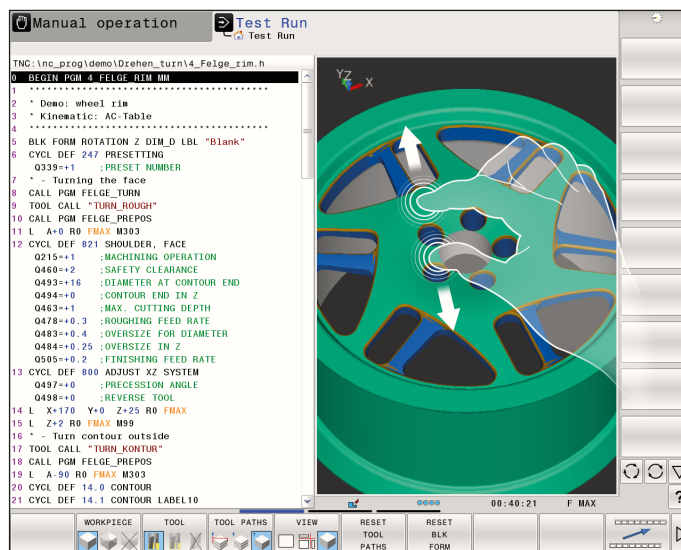 Manual operation
Test Run
Test Run
TNC:\nc_prog\demo\Drehen_turn\4_Felge_rim.h
0 BEGIN PGM 4_FELGE_RIM MM
1 ****************************************
2 * Demo: wheel rim
3 * Kinematic: AC-Table
4 ****************************************
5 BLK FORM ROTATION Z DIM_D LBL "Blank"
6 CYCL DEF 247 PRESETTING
Q339=+1 ;PRESET NUMBER
7 * - Turning the face
8 CALL PGM FELGE_TURN
9 TOOL CALL "TURN_ROUGH"
10 CALL PGM FELGE_PREPOS
11 L A+0 R0 FMAX M303
12 CYCL DEF 821 SHOULDER, FACE
Q215=+1 ;MACHINING OPERATION
Q460=+2 ;SAFETY CLEARANCE
Q493=+16 ;DIAMETER AT CONTOUR END
Q494=+0 ;CONTOUR END IN Z
Q463=+1 ;MAX. CUTTING DEPTH
Q478=+0.3 ;ROUGHING FEED RATE
Q483=+0.4 ;OVERSIZE FOR DIAMETER
Q484=+0.25 ;OVERSIZE IN Z
Q505=+0.2 ;FINISHING FEED RATE
13 CYCL DEF 800 ADJUST XZ SYSTEM
Q497=+0 ;PRECESSION ANGLE
Q498=+0 ;REVERSE TOOL
14 L X+170 Y+0 Z+25 R0 FMAX
15 L Z+2 R0 FMAX M99
16 * - Turn contour outside
17 TOOL CALL "TURN_KONTUR"
18 CALL PGM FELGE_PREPOS
19 L A-90 R0 FMAX M303
20 CYCL DEF 14.0 CONTOUR
21 CYCL DEF 14.1 CONTOUR LABEL10
Y Z X
00:40:21 F MAX
?
WORKPIECE
TOOL
TOOL PATHS
VIEW
RESET
TOOL
PATHS
RESET
BLK
FORM